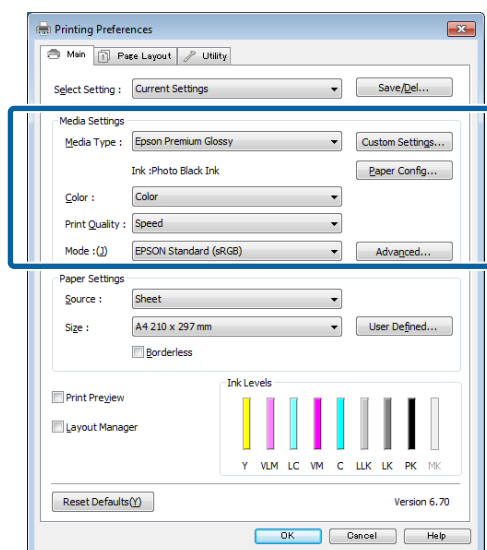 Printing Preferences
Main Page Layout Utility
Select Setting : Current Settings Save/Del...
Media Settings
Media Type : Epson Premium Glossy Custom Settings...
Ink :Photo Black Ink Paper Config...
Color : Color
Print Quality : Speed
Mode :(J) EPSON Standard (sRGB) Advanced...
Paper Settings
Source : Sheet
Size : A4 210 x 297 mm User Defined...
Borderless
Ink Levels
Print Preview
Layout Manager
Y VLM LC VM C LLK LK PK MK
Reset Defaults(Y) Version 6.70
OK Cancel Help